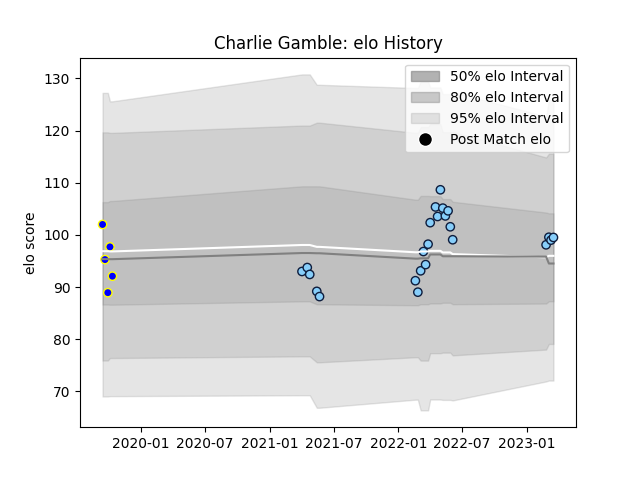 Charlie Gamble: elo History
50% elo Interval
80% elo Interval
95% elo Interval
Post Match elo
elo score
130
120
110
100
90
80
70
2020-01 2020-07 2021-01 2021-07 2022-01 2022-07 2023-01